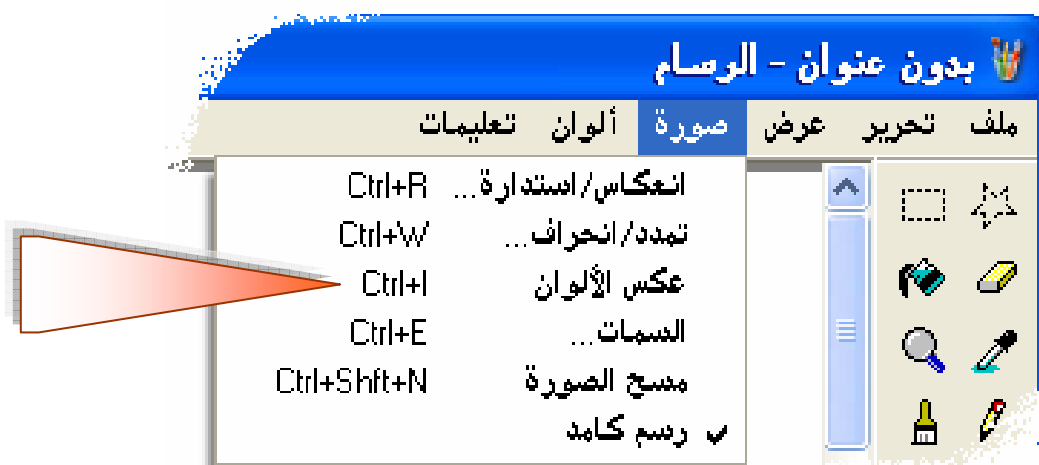 بدون عنوان - الرسام
ملف تحرير عرض صورة ألوان تعليمات
انعكاس/استدارة... Ctrl+R
تمدد/انحراف... Ctrl+W
عكس الألوان Ctrl+I
السمات... Ctrl+E
مسح الصورة Ctrl+Shft+N
✓ رسم كامد